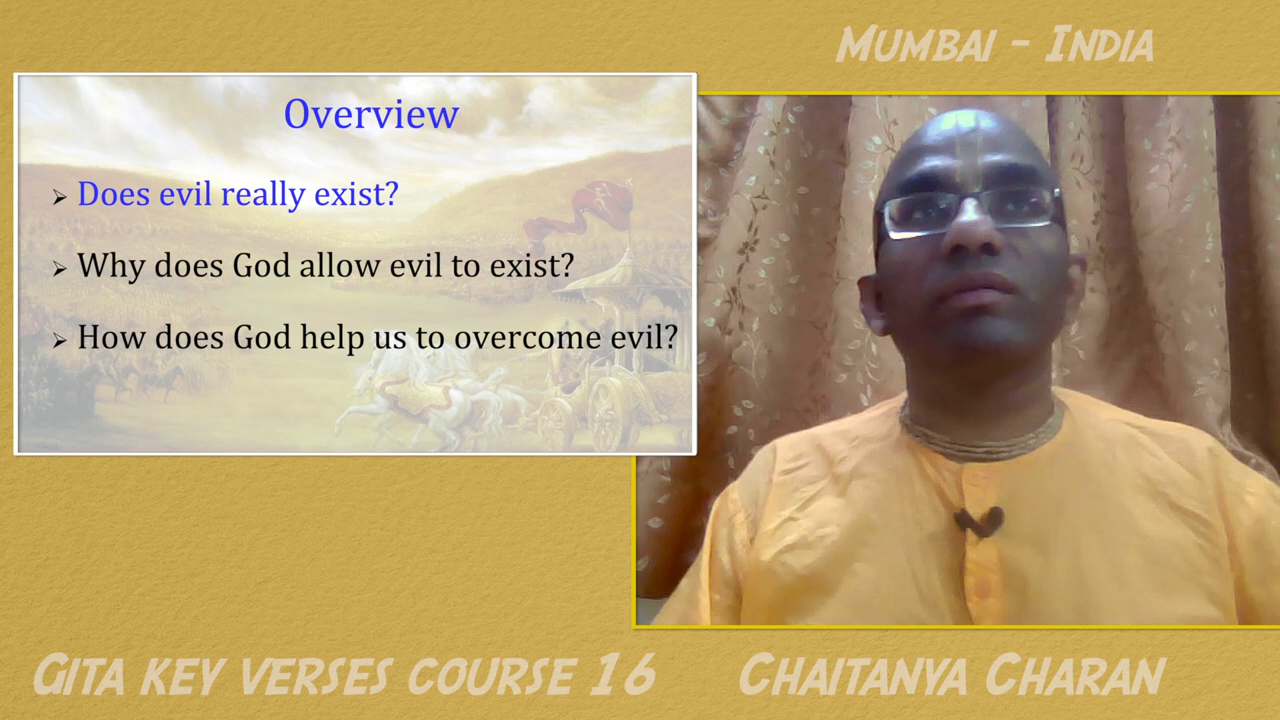 Mumbai - India
Overview
➢ Does evil really exist?
➢ Why does God allow evil to exist?
➢ How does God help us to overcome evil?
Gita key verses course 16
Chaitanya Charan